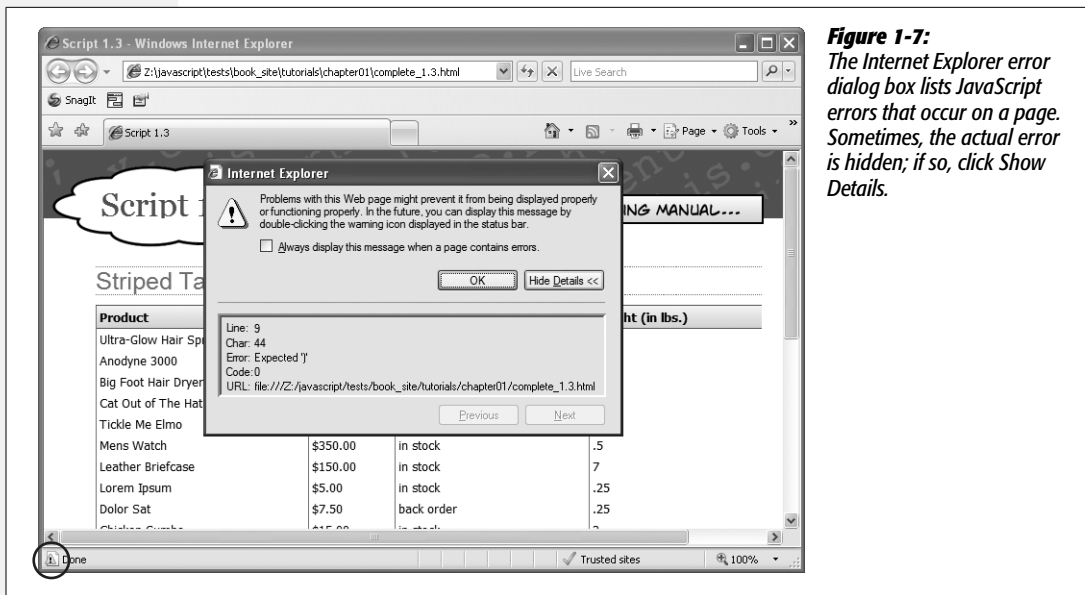 Script 1.3 - Windows Internet Explorer
Z:\javascript\tests\book_site\tutorials\chapter01\complete_1.3.html
Live Search
SnagIt
Script 1.3
Page
Tools
Script 1
ING MANUAL...
Internet Explorer
Problems with this Web page might prevent it from being displayed properly
or functioning properly. In the future, you can display this message by
double-clicking the warning icon displayed in the status bar.
Always display this message when a page contains errors.
OK
Hide Details <<
Line: 9
Char: 44
Error: Expected ')'
Code:0
URL: file:///Z:/javascript/tests/book_site/tutorials/chapter01/complete_1.3.html
Previous
Next
Striped Ta
Product ht (in lbs.)
Ultra-Glow Hair Spr
Anodyne 3000
Big Foot Hair Dryer
Cat Out of The Hat
Tickle Me Elmo
Mens Watch $350.00 in stock .5
Leather Briefcase $150.00 in stock 7
Lorem Ipsum $5.00 in stock .25
Dolor Sat $7.50 back order .25
Done
Trusted sites
100%
Figure 1-7:
The Internet Explorer error
dialog box lists JavaScript
errors that occur on a page.
Sometimes, the actual error
is hidden; if so, click Show
Details.